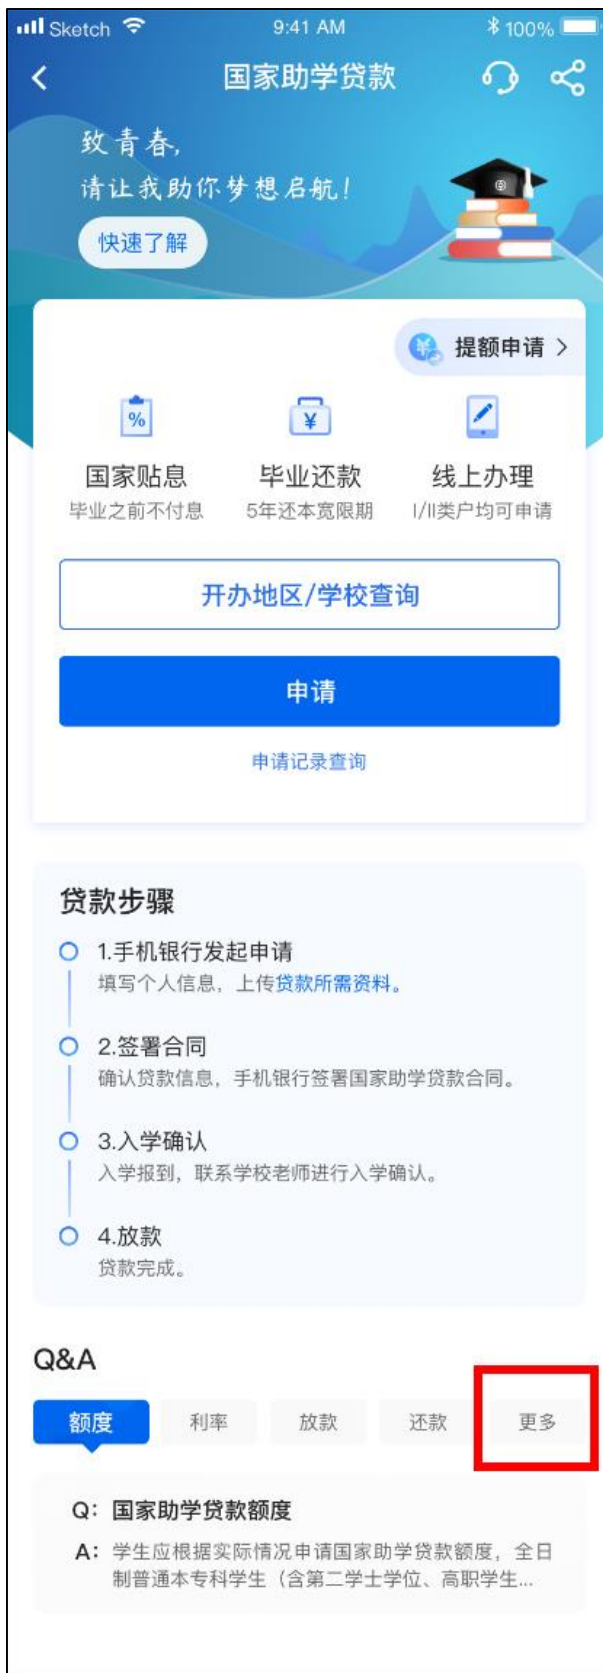 Sketch 9:41 AM 100%
国家助学贷款
致青春,
请让我助你梦想启航!
快速了解
提额申请
% ¥
国家贴息 毕业还款 线上办理
毕业之前不付息 5年还本宽限期 I/II类户均可申请
开办地区/学校查询
申请
申请记录查询
贷款步骤
1.手机银行发起申请
填写个人信息，上传贷款所需资料。
2.签署合同
确认贷款信息，手机银行签署国家助学贷款合同。
3.入学确认
入学报到，联系学校老师进行入学确认。
4.放款
贷款完成。
Q&A
额度 利率 放款 还款 更多
Q: 国家助学贷款额度
A: 学生应根据实际情况申请国家助学贷款额度，全日
制普通本专科学生（含第二学士学位、高职学生...